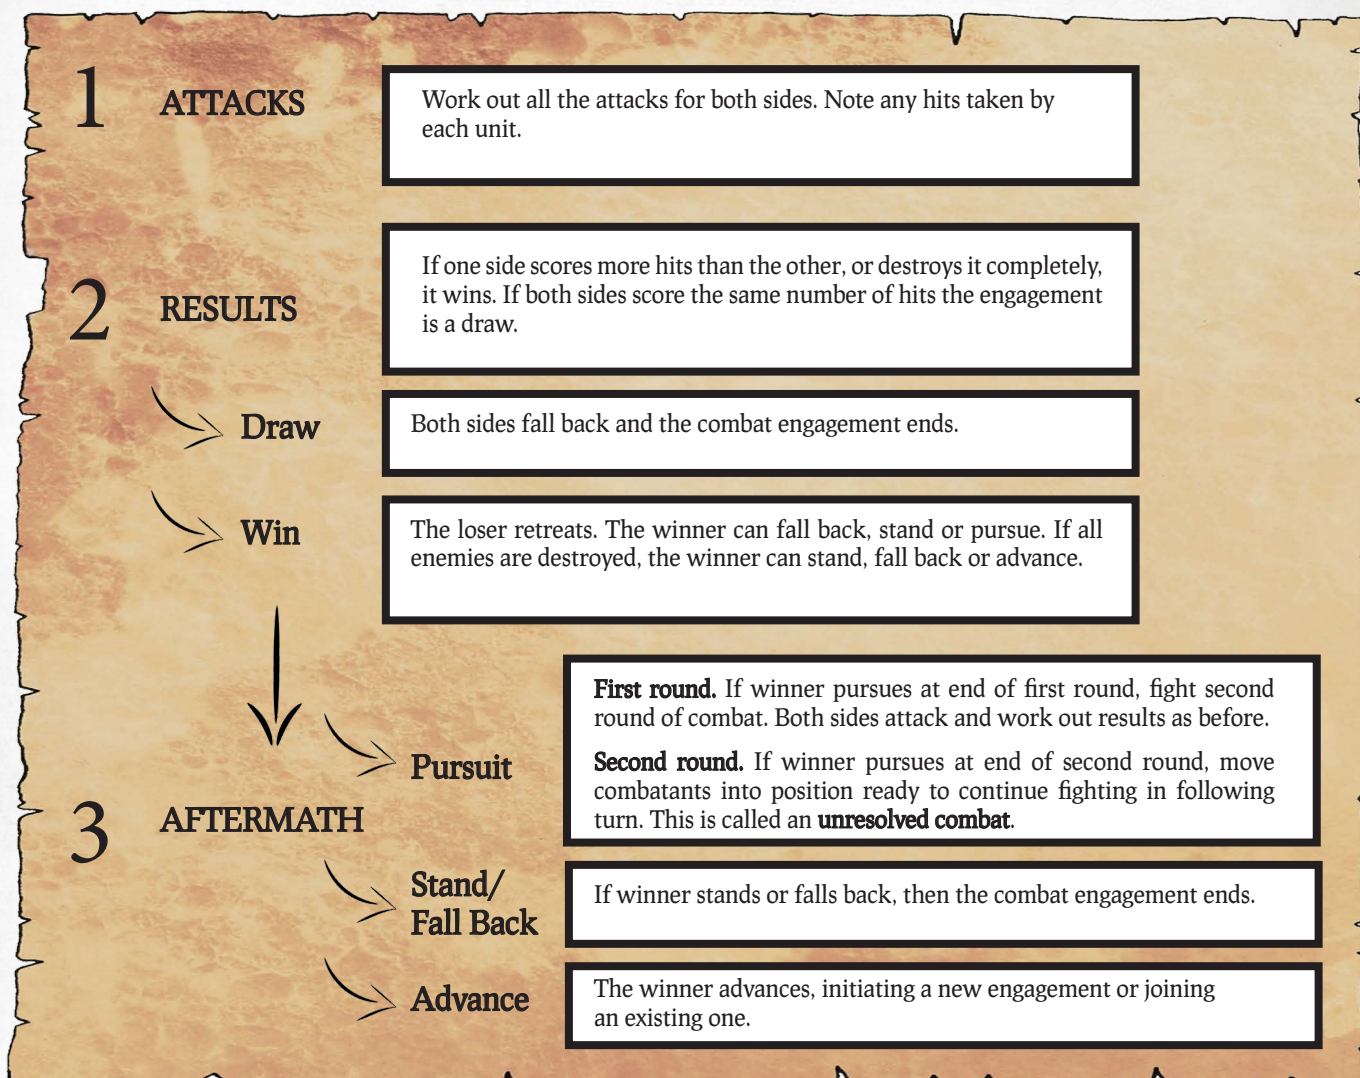 1 ATTACKS
Work out all the attacks for both sides. Note any hits taken by
each unit.
2 RESULTS
If one side scores more hits than the other, or destroys it completely,
it wins. If both sides score the same number of hits the engagement
is a draw.
Draw
Both sides fall back and the combat engagement ends.
Win
The loser retreats. The winner can fall back, stand or pursue. If all
enemies are destroyed, the winner can stand, fall back or advance.
3 AFTERMATH
Pursuit
First round. If winner pursues at end of first round, fight second
round of combat. Both sides attack and work out results as before.
Second round. If winner pursues at end of second round, move
combatants into position ready to continue fighting in following
turn. This is called an unresolved combat.
Stand/
Fall Back
If winner stands or falls back, then the combat engagement ends.
Advance
The winner advances, initiating a new engagement or joining
an existing one.